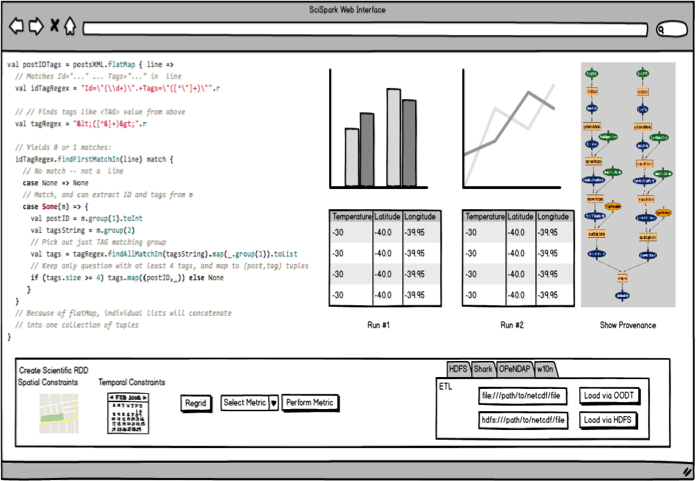 SciSpark Web Interface
val postIDTags = postsXML.flatMap { line =>
// Matches Id="..." ... Tags="..." in line
val idTagRegex = "Id=\"(\\d+)\".+Tags=\"([^\"]+)\"".r
// // Finds tags like <TAG> value from above
val tagRegex = "&lt;([^&]+)&gt;".r
// Yields 0 or 1 matches:
idTagRegex.findFirstMatchIn(line) match {
// No match -- not a line
case None => None
// Match, and can extract ID and tags from m
case Some(m) => {
val postID = m.group(1).toInt
val tagsString = m.group(2)
// Pick out just TAG matching group
val tags = tagRegex.findAllMatchIn(tagsString).map(_.group(1)).toList
// Keep only question with at least 4 tags, and map to (post,tag) tuples
if (tags.size >= 4) tags.map((postID,_)) else None
}
}
// Because of flatMap, individual lists will concatenate
// into one collection of tuples
}
Temperature Latitude Longitude
-30 -40.0 -39.95
-30 -40.0 -39.95
-30 -40.0 -39.95
-30 -40.0 -39.95
Run #1
Temperature Latitude Longitude
-30 -40.0 -39.95
-30 -40.0 -39.95
-30 -40.0 -39.95
-30 -40.0 -39.95
Run #2
Show Provenance
Create Scientific RDD
Spatial Constraints
Temporal Constraints
FEB 2008
S M T W T F S
Regrid
Select Metric
Perform Metric
HDFS Shark OPeNDAP w10n
ETL
file:///path/to/netcdf/file
Load via OODT
hdfs:///path/to/netcdf/file
Load via HDFS